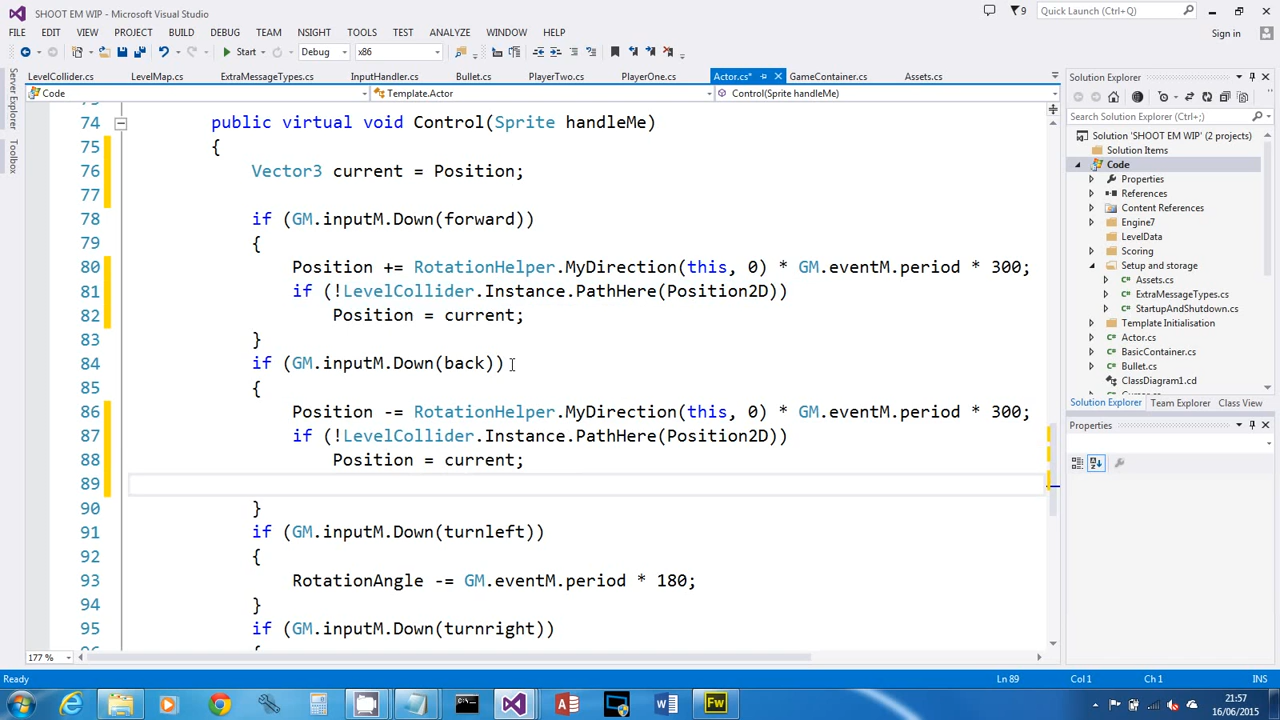 SHOOT EM WIP - Microsoft Visual Studio
9
Quick Launch (Ctrl+Q)
FILE EDIT VIEW PROJECT BUILD DEBUG TEAM NSIGHT TOOLS TEST ANALYZE WINDOW HELP
Sign in
Start Debug x86
LevelCollider.cs LevelMap.cs ExtraMessageTypes.cs InputHandler.cs Bullet.cs PlayerTwo.cs PlayerOne.cs Actor.cs* GameContainer.cs Assets.cs
Code Template.Actor Control(Sprite handleMe)
Server Explorer
Toolbox
74 public virtual void Control(Sprite handleMe)
75 {
76 Vector3 current = Position;
77
78 if (GM.inputM.Down(forward))
79 {
80 Position += RotationHelper.MyDirection(this, 0) * GM.eventM.period * 300;
81 if (!LevelCollider.Instance.PathHere(Position2D))
82 Position = current;
83 }
84 if (GM.inputM.Down(back))
85 {
86 Position -= RotationHelper.MyDirection(this, 0) * GM.eventM.period * 300;
87 if (!LevelCollider.Instance.PathHere(Position2D))
88 Position = current;
89
90 }
91 if (GM.inputM.Down(turnleft))
92 {
93 RotationAngle -= GM.eventM.period * 180;
94 }
95 if (GM.inputM.Down(turnright))
177 %
Solution Explorer
Search Solution Explorer (Ctrl+;)
Solution 'SHOOT EM WIP' (2 projects)
Solution Items
Code
Properties
References
Content References
Engine7
LevelData
Scoring
Setup and storage
Assets.cs
ExtraMessageTypes.cs
StartupAndShutdown.cs
Template Initialisation
Actor.cs
BasicContainer.cs
Bullet.cs
ClassDiagram1.cd
Solution Explorer Team Explorer Class View
Properties
Ready Ln 89 Col 1 Ch 1 INS
Fw
21:57
16/06/2015